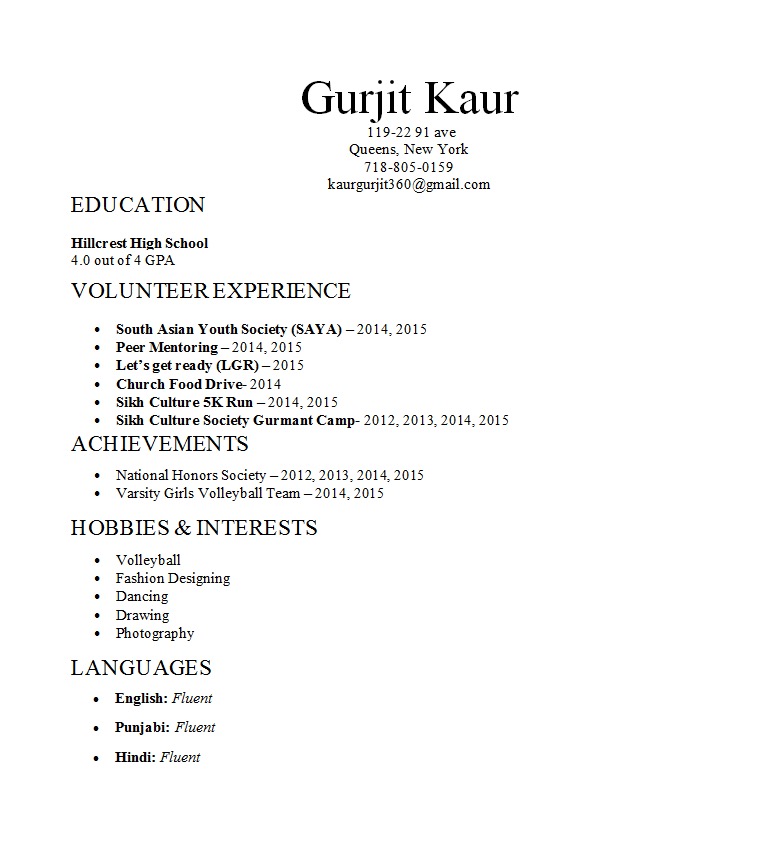 Gurjit Kaur
119-22 91 ave
Queens, New York
718-805-0159
kaurgurjit360@gmail.com
EDUCATION
Hillcrest High School
4.0 out of 4 GPA
VOLUNTEER EXPERIENCE
• South Asian Youth Society (SAYA) – 2014, 2015
• Peer Mentoring – 2014, 2015
• Let’s get ready (LGR) – 2015
• Church Food Drive- 2014
• Sikh Culture 5K Run – 2014, 2015
• Sikh Culture Society Gurmant Camp- 2012, 2013, 2014, 2015
ACHIEVEMENTS
• National Honors Society – 2012, 2013, 2014, 2015
• Varsity Girls Volleyball Team – 2014, 2015
HOBBIES & INTERESTS
• Volleyball
• Fashion Designing
• Dancing
• Drawing
• Photography
LANGUAGES
• English: Fluent
• Punjabi: Fluent
• Hindi: Fluent